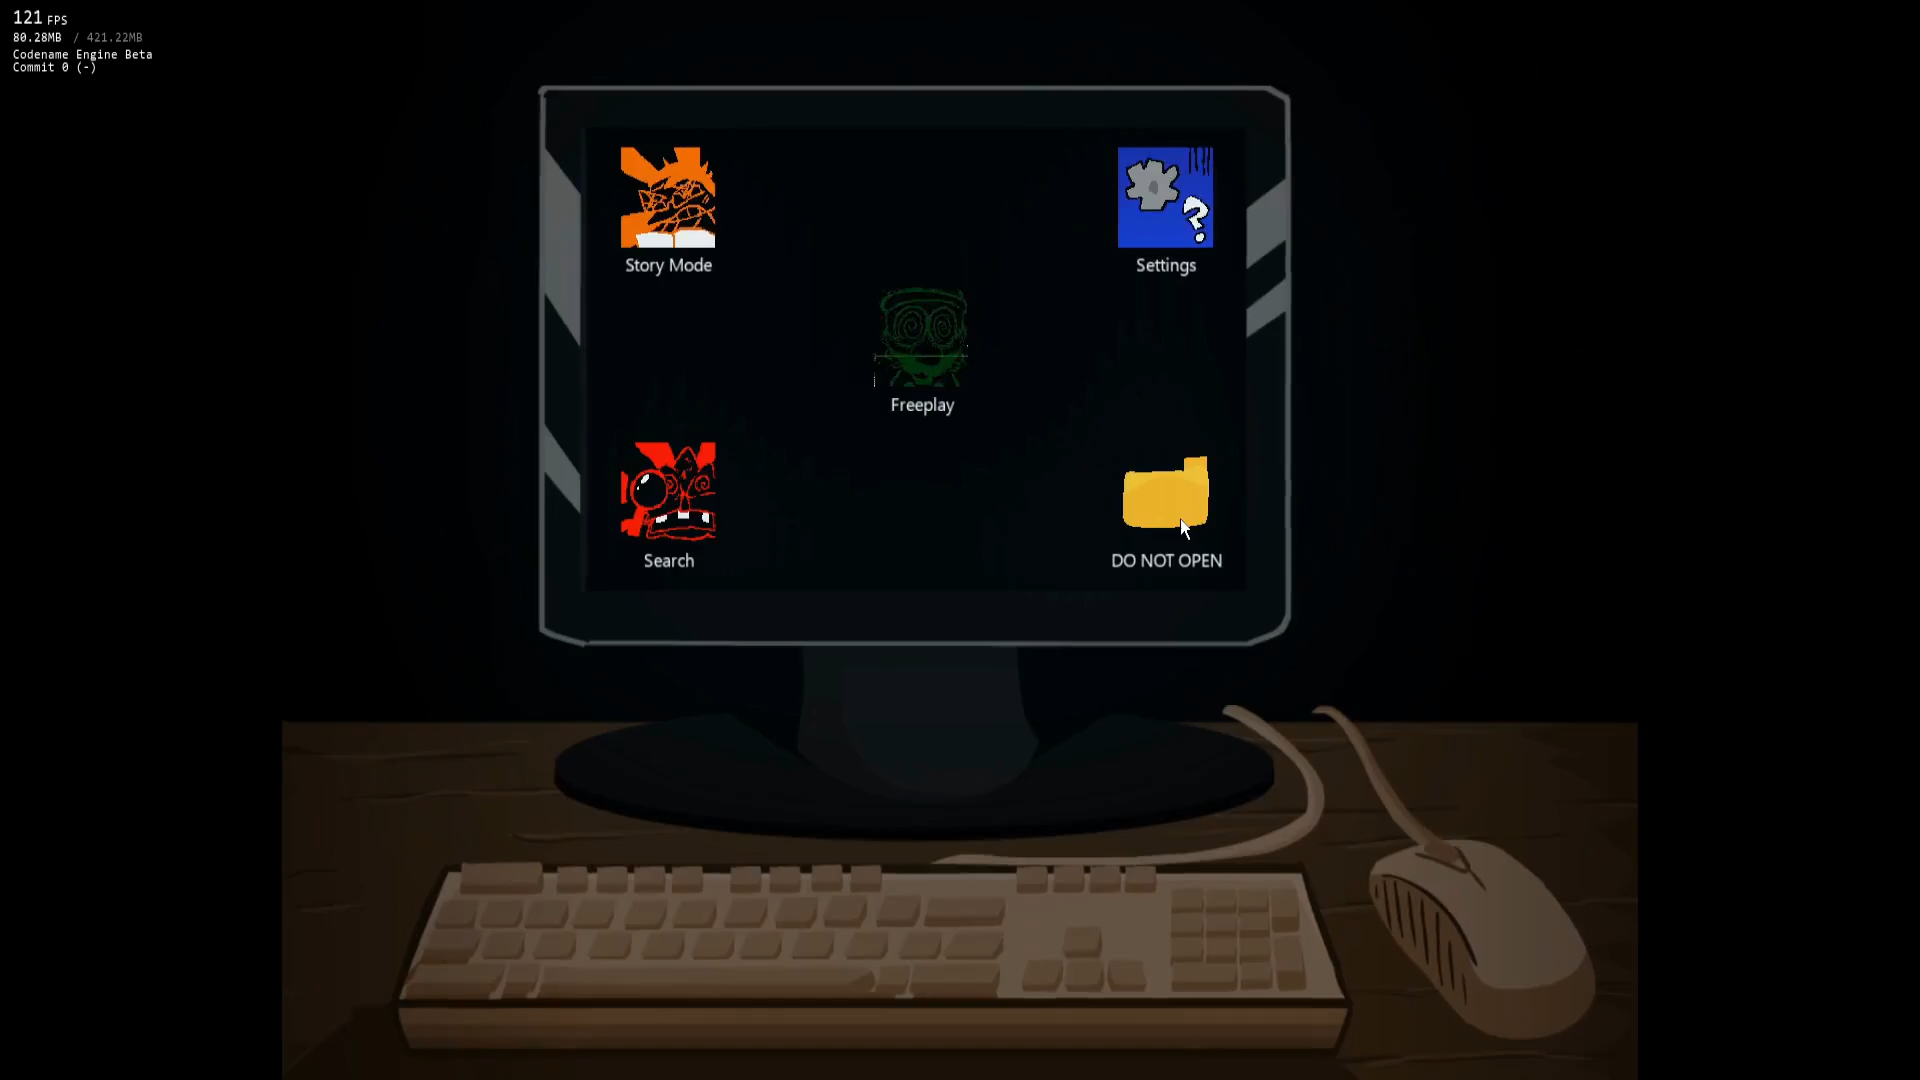 121 FPS
80.28MB / 421.22MB
Codename Engine Beta
Commit 0 (-)
Story Mode
Settings
Freeplay
Search
DO NOT OPEN